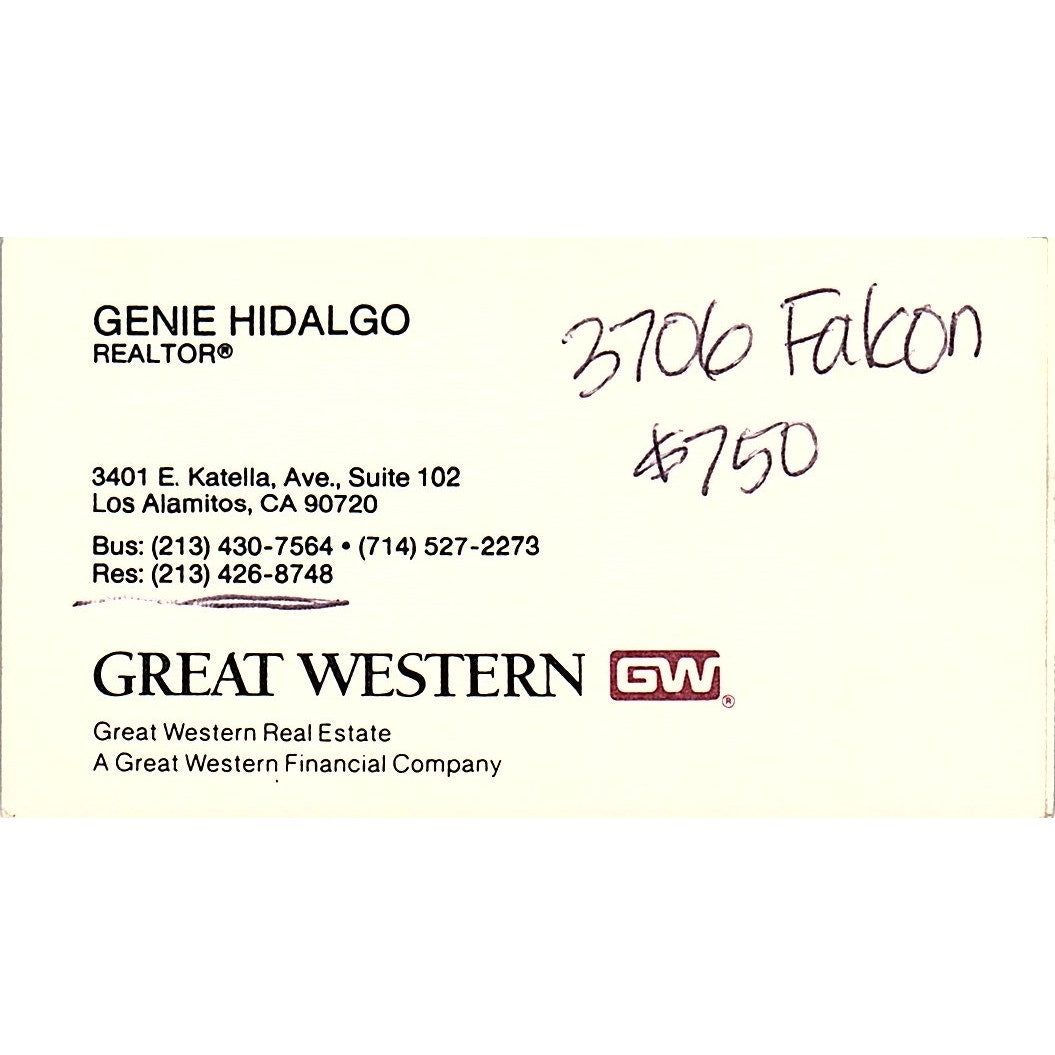 GENIE HIDALGO
REALTOR®
3706 Falcon
$750
3401 E. Katella, Ave., Suite 102
Los Alamitos, CA 90720
Bus: (213) 430-7564 • (714) 527-2273
Res: (213) 426-8748
GREAT WESTERN GW®
Great Western Real Estate
A Great Western Financial Company